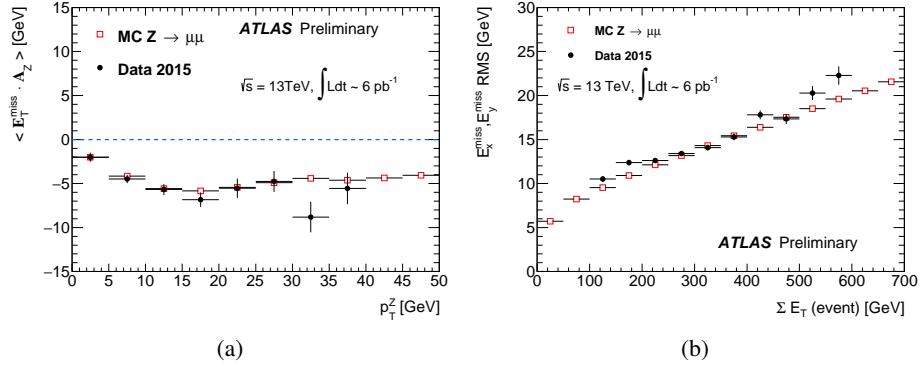 < E_T^miss · A_Z > [GeV]
15
10
5
0
−5
−10
−15
ATLAS Preliminary
MC Z → μμ
Data 2015
√s = 13TeV, ∫ Ldt ~ 6 pb⁻¹
0 5 10 15 20 25 30 35 40 45 50
p_T^Z [GeV]
(a)
E_x^miss, E_y^miss RMS [GeV]
30
25
20
15
10
5
0
MC Z → μμ
Data 2015
√s = 13 TeV, ∫ Ldt ~ 6 pb⁻¹
ATLAS Preliminary
0 100 200 300 400 500 600 700
Σ E_T (event) [GeV]
(b)